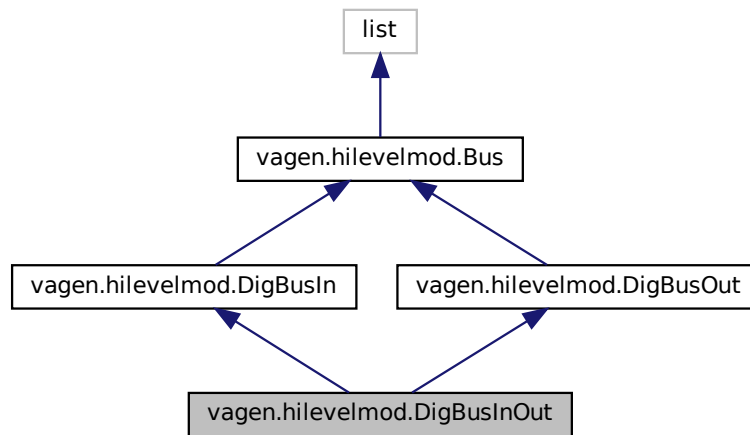 list
vagen.hilevelmod.Bus
vagen.hilevelmod.DigBusIn
vagen.hilevelmod.DigBusOut
vagen.hilevelmod.DigBusInOut